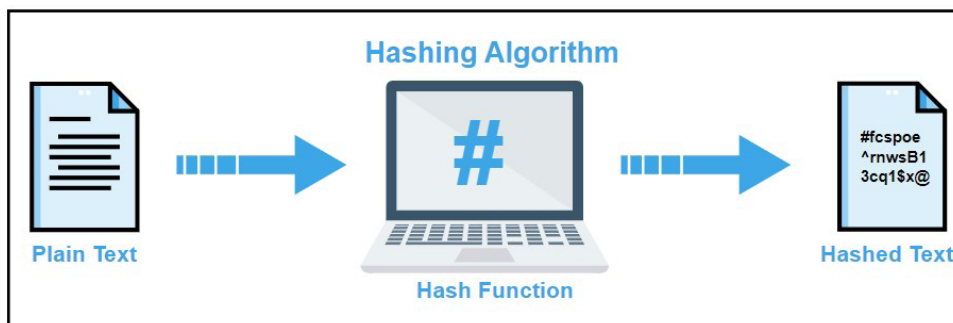 Hashing Algorithm
#
#fcspoe
^rnwsB1
3cq1$x@
Plain Text
Hash Function
Hashed Text